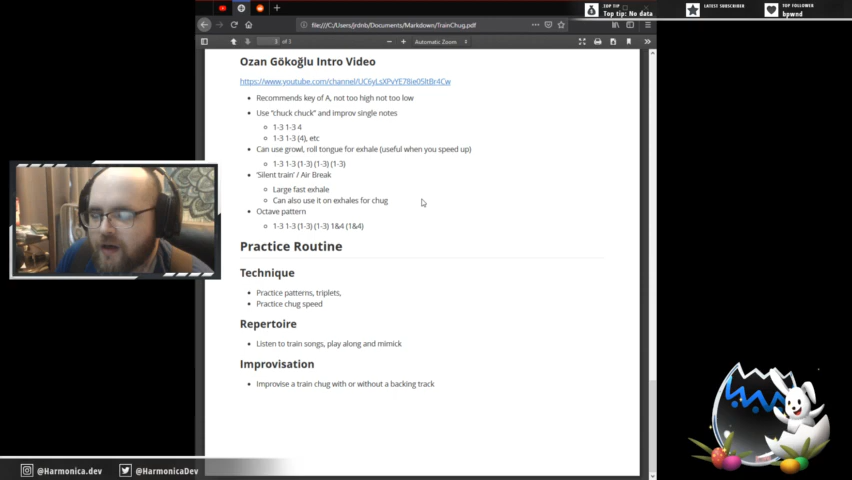 TOP TIP
Top tip: No data
LATEST SUBSCRIBER
TOP FOLLOWER
bpwnd
file:///C:/Users/jrdnb/Documents/Markdown/TrainChug.pdf
of 2
Automatic Zoom
Ozan Gökoğlu Intro Video
https://www.youtube.com/channel/UC6yLsXPvYE78ie05ltBr4Cw
• Recommends key of A, not too high not too low
• Use "chuck chuck" and improv single notes
1-3 1-3 4
1-3 1-3 (4), etc
• Can use growl, roll tongue for exhale (useful when you speed up)
1-3 1-3 (1-3) (1-3) (1-3)
• 'Silent train' / Air Break
Large fast exhale
Can also use it on exhales for chug
• Octave pattern
1-3 1-3 (1-3) (1-3) 1&4 (1&4)
Practice Routine
Technique
• Practice patterns, triplets,
• Practice chug speed
Repertoire
• Listen to train songs, play along and mimick
Improvisation
• Improvise a train chug with or without a backing track
@Harmonica.dev
@HarmonicaDev